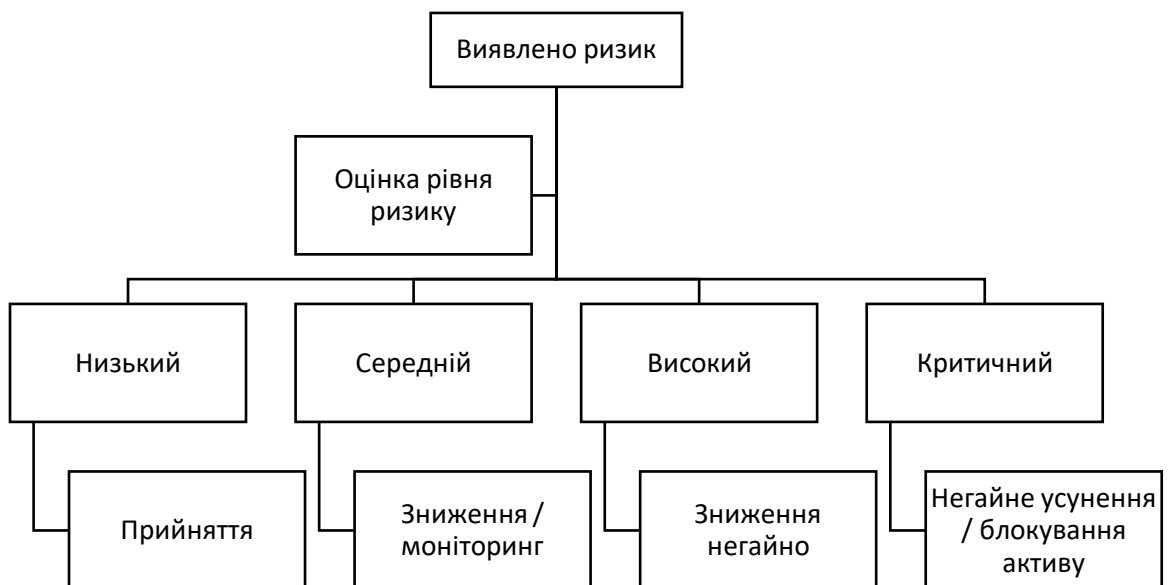 Виявлено ризик
Оцінка рівня
ризику
Низький
Середній
Високий
Критичний
Прийняття
Зниження /
моніторинг
Зниження
негайно
Негайне усунення
/ блокування
активу